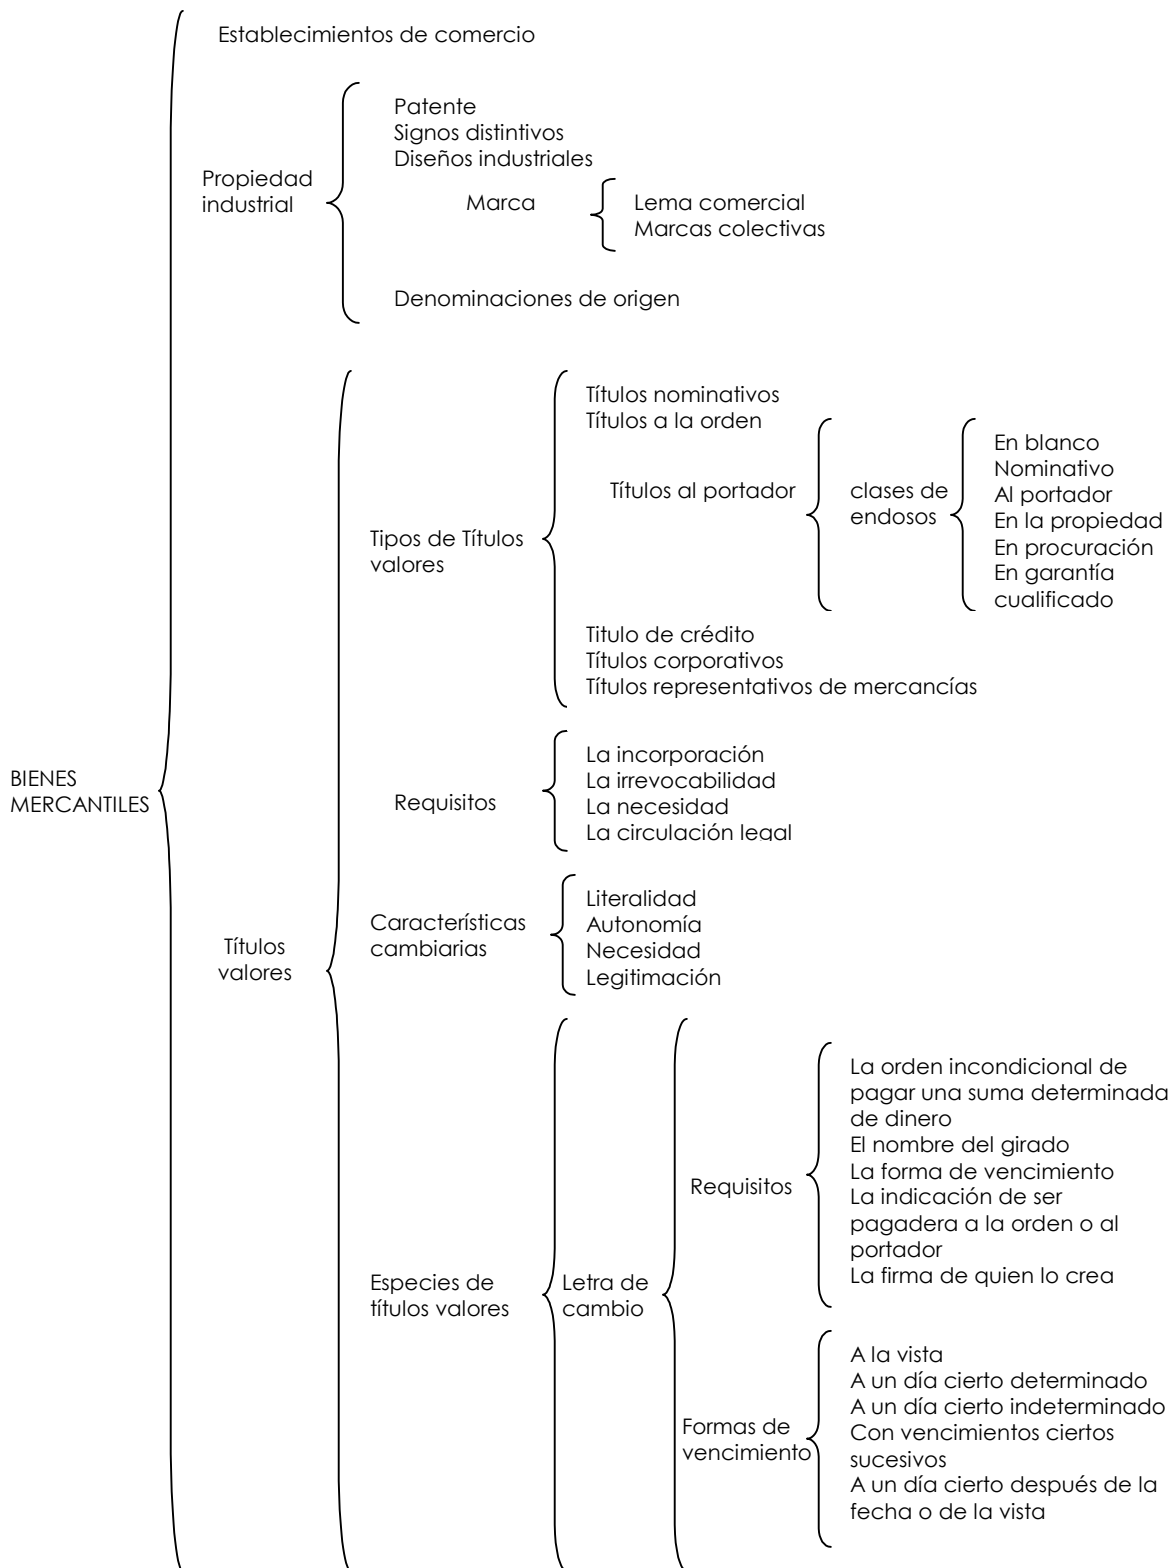 Establecimientos de comercio
Patente
Signos distintivos
Diseños industriales
Propiedad
industrial
Marca
Lema comercial
Marcas colectivas
Denominaciones de origen
Títulos nominativos
Títulos a la orden
Títulos al portador
clases de
endosos
En blanco
Nominativo
Al portador
En la propiedad
En procuración
En garantía
cualificado
Tipos de Títulos
valores
Titulo de crédito
Títulos corporativos
Títulos representativos de mercancías
BIENES
MERCANTILES
Requisitos
La incorporación
La irrevocabilidad
La necesidad
La circulación legal
Títulos
valores
Características
cambiarias
Literalidad
Autonomía
Necesidad
Legitimación
Especies de
títulos valores
Letra de
cambio
Requisitos
La orden incondicional de
pagar una suma determinada
de dinero
El nombre del girado
La forma de vencimiento
La indicación de ser
pagadera a la orden o al
portador
La firma de quien lo crea
Formas de
vencimiento
A la vista
A un día cierto determinado
A un día cierto indeterminado
Con vencimientos ciertos
sucesivos
A un día cierto después de la
fecha o de la vista